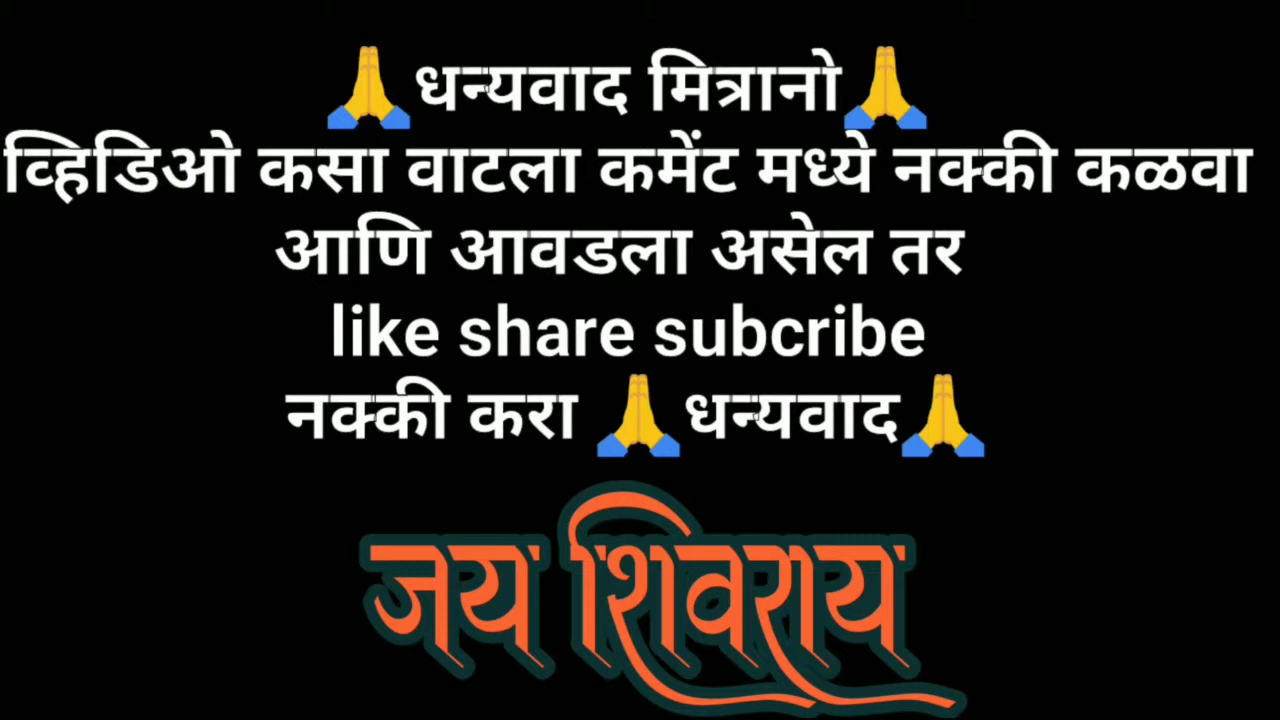 🙏धन्यवाद मित्रानो🙏
व्हिडिओ कसा वाटला कमेंट मध्ये नक्की कळवा
आणि आवडला असेल तर
like share subcribe
नक्की करा 🙏धन्यवाद🙏
जय शिवराय